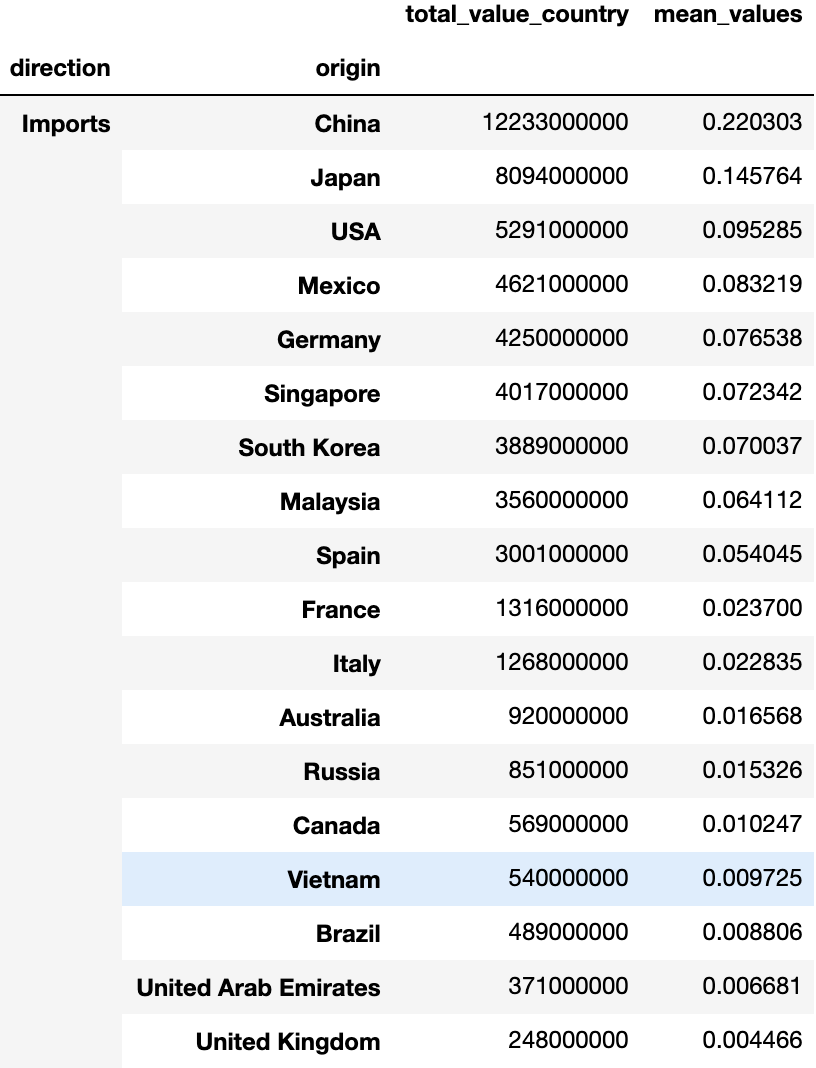 total_value_country mean_values
direction origin
Imports China 12233000000 0.220303
Japan 8094000000 0.145764
USA 5291000000 0.095285
Mexico 4621000000 0.083219
Germany 4250000000 0.076538
Singapore 4017000000 0.072342
South Korea 3889000000 0.070037
Malaysia 3560000000 0.064112
Spain 3001000000 0.054045
France 1316000000 0.023700
Italy 1268000000 0.022835
Australia 920000000 0.016568
Russia 851000000 0.015326
Canada 569000000 0.010247
Vietnam 540000000 0.009725
Brazil 489000000 0.008806
United Arab Emirates 371000000 0.006681
United Kingdom 248000000 0.004466